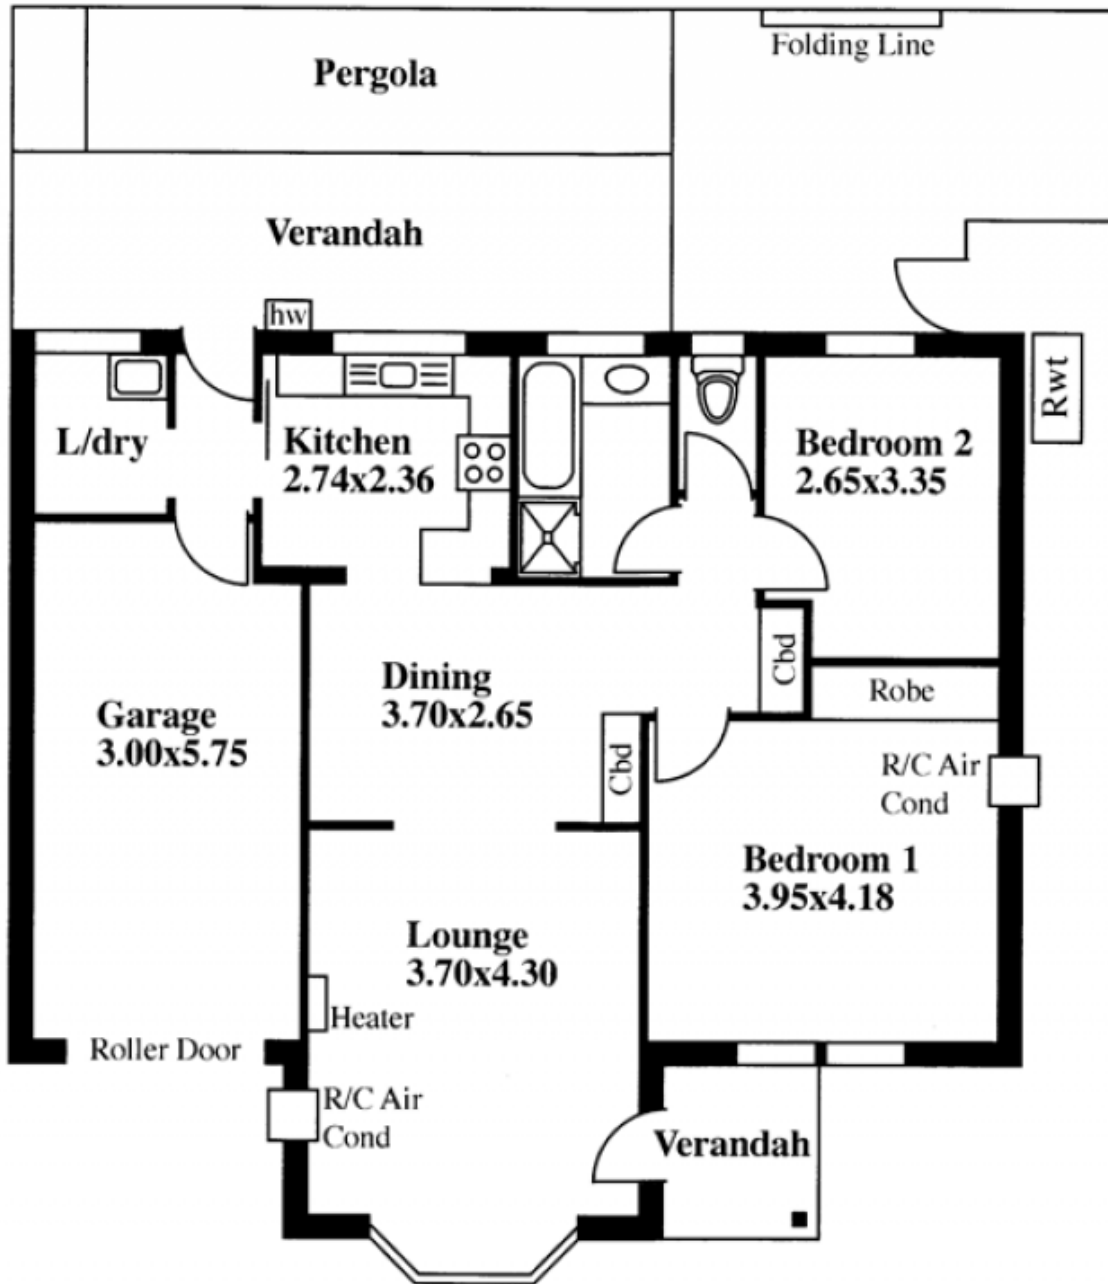 Folding Line
Pergola
Verandah
hw
Rwt
L/dry
Kitchen
2.74x2.36
Bedroom 2
2.65x3.35
Cbd
Robe
Dining
3.70x2.65
Garage
3.00x5.75
Cbd
R/C Air
Cond
Bedroom 1
3.95x4.18
Lounge
3.70x4.30
Heater
Roller Door
R/C Air
Cond
Verandah